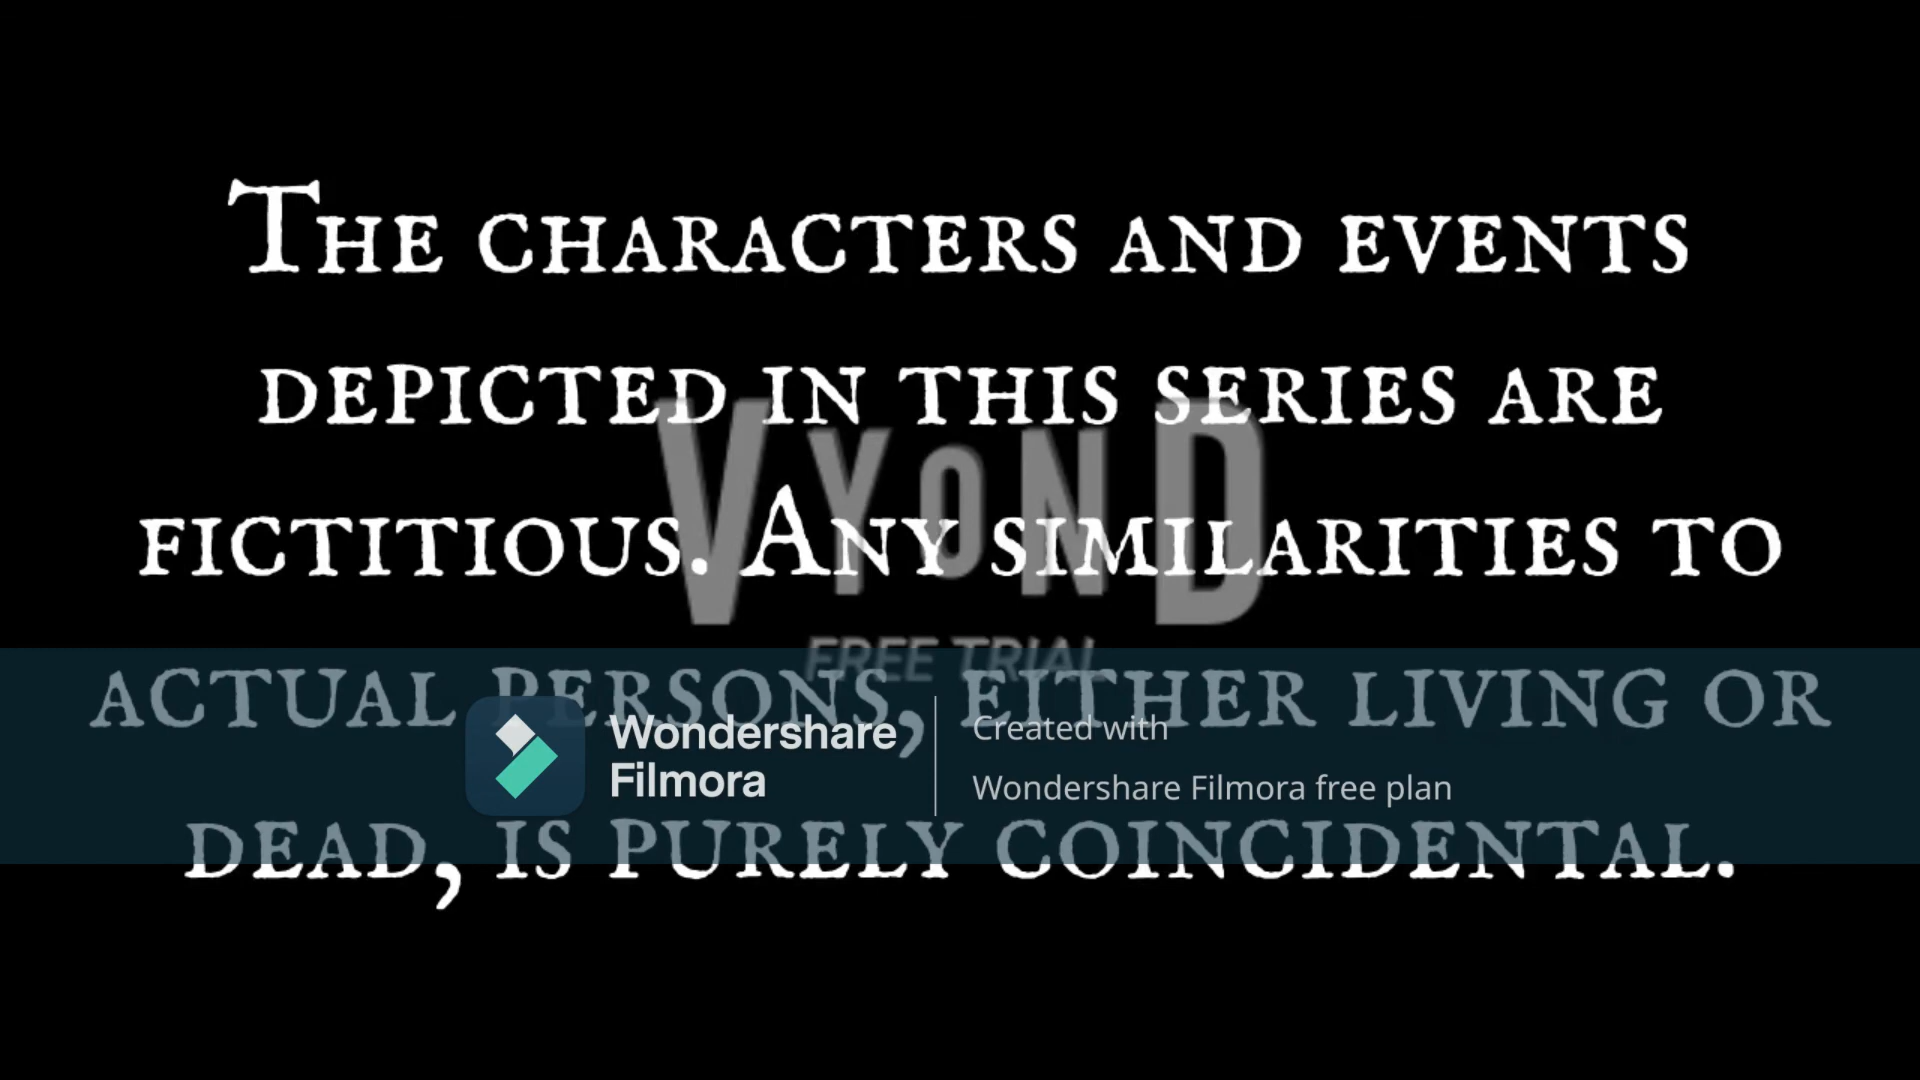 The characters and events
depicted in this series are
fictitious. Any similarities to
actual persons, either living or
dead, is purely coincidental.
VYonD
FREE TRIAL
Wondershare
Filmora
Created with
Wondershare Filmora free plan